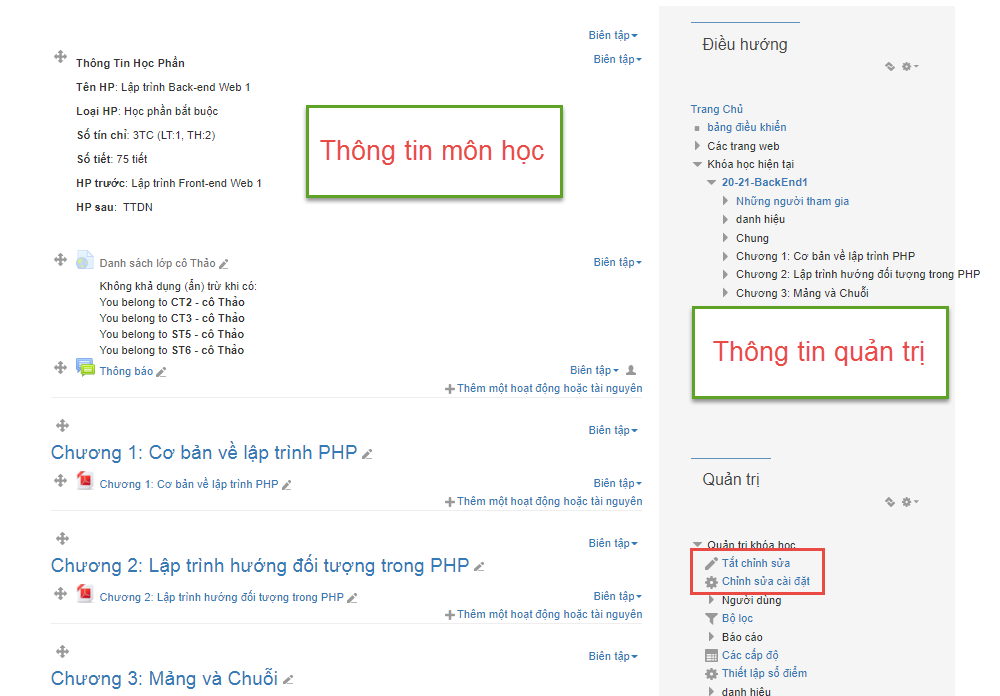 Biên tập
Biên tập
Thông Tin Học Phần
Tên HP: Lập trình Back-end Web 1
Loại HP: Học phần bắt buộc
Số tín chỉ: 3TC (LT:1, TH:2)
Số tiết: 75 tiết
HP trước: Lập trình Front-end Web 1
HP sau: TTDN
Thông tin môn học
Danh sách lớp cô Thảo
Biên tập
Không khả dụng (ẩn) trừ khi có:
You belong to CT2 - cô Thảo
You belong to CT3 - cô Thảo
You belong to ST5 - cô Thảo
You belong to ST6 - cô Thảo
Thông báo
Biên tập
Thêm một hoạt động hoặc tài nguyên
Biên tập
Chương 1: Cơ bản về lập trình PHP
Chương 1: Cơ bản về lập trình PHP
Biên tập
Thêm một hoạt động hoặc tài nguyên
Biên tập
Chương 2: Lập trình hướng đối tượng trong PHP
Chương 2: Lập trình hướng đối tượng trong PHP
Biên tập
Thêm một hoạt động hoặc tài nguyên
Biên tập
Chương 3: Mảng và Chuỗi
Điều hướng
Trang Chủ
bảng điều khiển
Các trang web
Khóa học hiện tại
20-21-BackEnd1
Những người tham gia
danh hiệu
Chung
Chương 1: Cơ bản về lập trình PHP
Chương 2: Lập trình hướng đối tượng trong PHP
Chương 3: Mảng và Chuỗi
Thông tin quản trị
Quản trị
Quản trị khóa học
Tắt chỉnh sửa
Chỉnh sửa cài đặt
Người dùng
Bộ lọc
Báo cáo
Các cấp độ
Thiết lập sổ điểm
danh hiệu